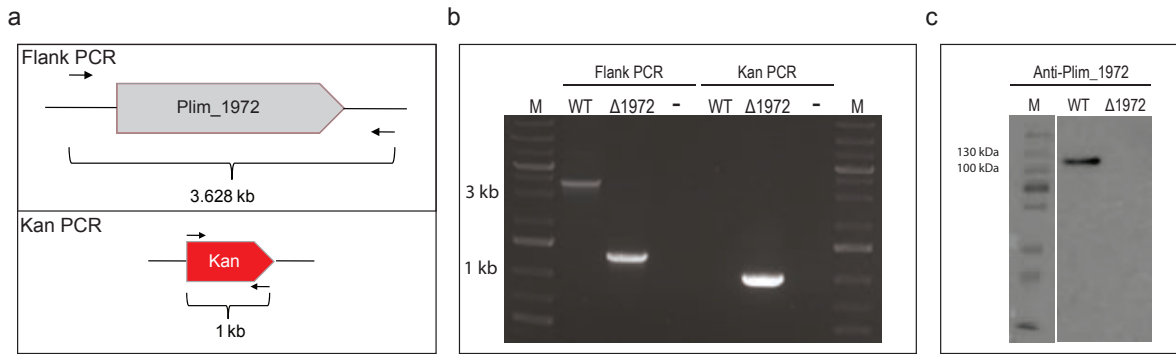 a
Flank PCR
Plim_1972
3.628 kb
Kan PCR
Kan
1 kb
b
Flank PCR Kan PCR
M WT Δ1972 - WT Δ1972 - M
3 kb
1 kb
c
Anti-Plim_1972
M WT Δ1972
130 kDa
100 kDa